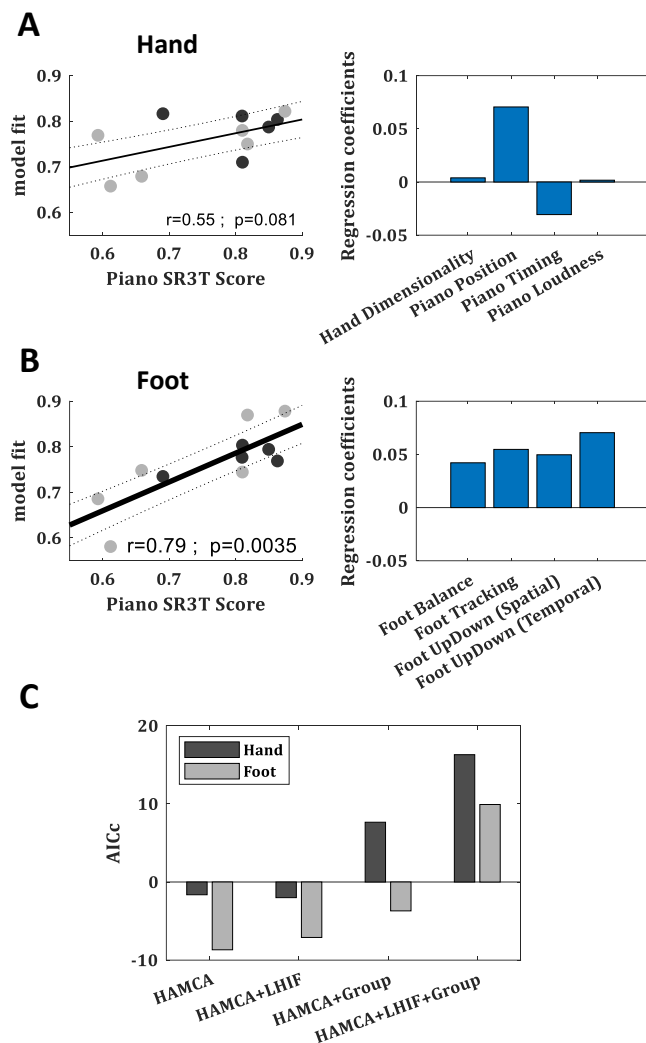 A
Hand
0.9
0.8
0.7
0.6
model fit
r=0.55 ; p=0.081
0.6 0.7 0.8 0.9
Piano SR3T Score
0.1
0.05
0
-0.05
Regression coefficients
Hand Dimensionality
Piano Position
Piano Timing
Piano Loudness
B
Foot
0.9
0.8
0.7
0.6
model fit
r=0.79 ; p=0.0035
0.6 0.7 0.8 0.9
Piano SR3T Score
0.1
0.05
0
-0.05
Regression coefficients
Foot Balance
Foot Tracking
Foot UpDown (Spatial)
Foot UpDown (Temporal)
C
20
10
0
-10
AICc
Hand
Foot
HAMCA
HAMCA+LHIF
HAMCA+Group
HAMCA+LHIF+Group